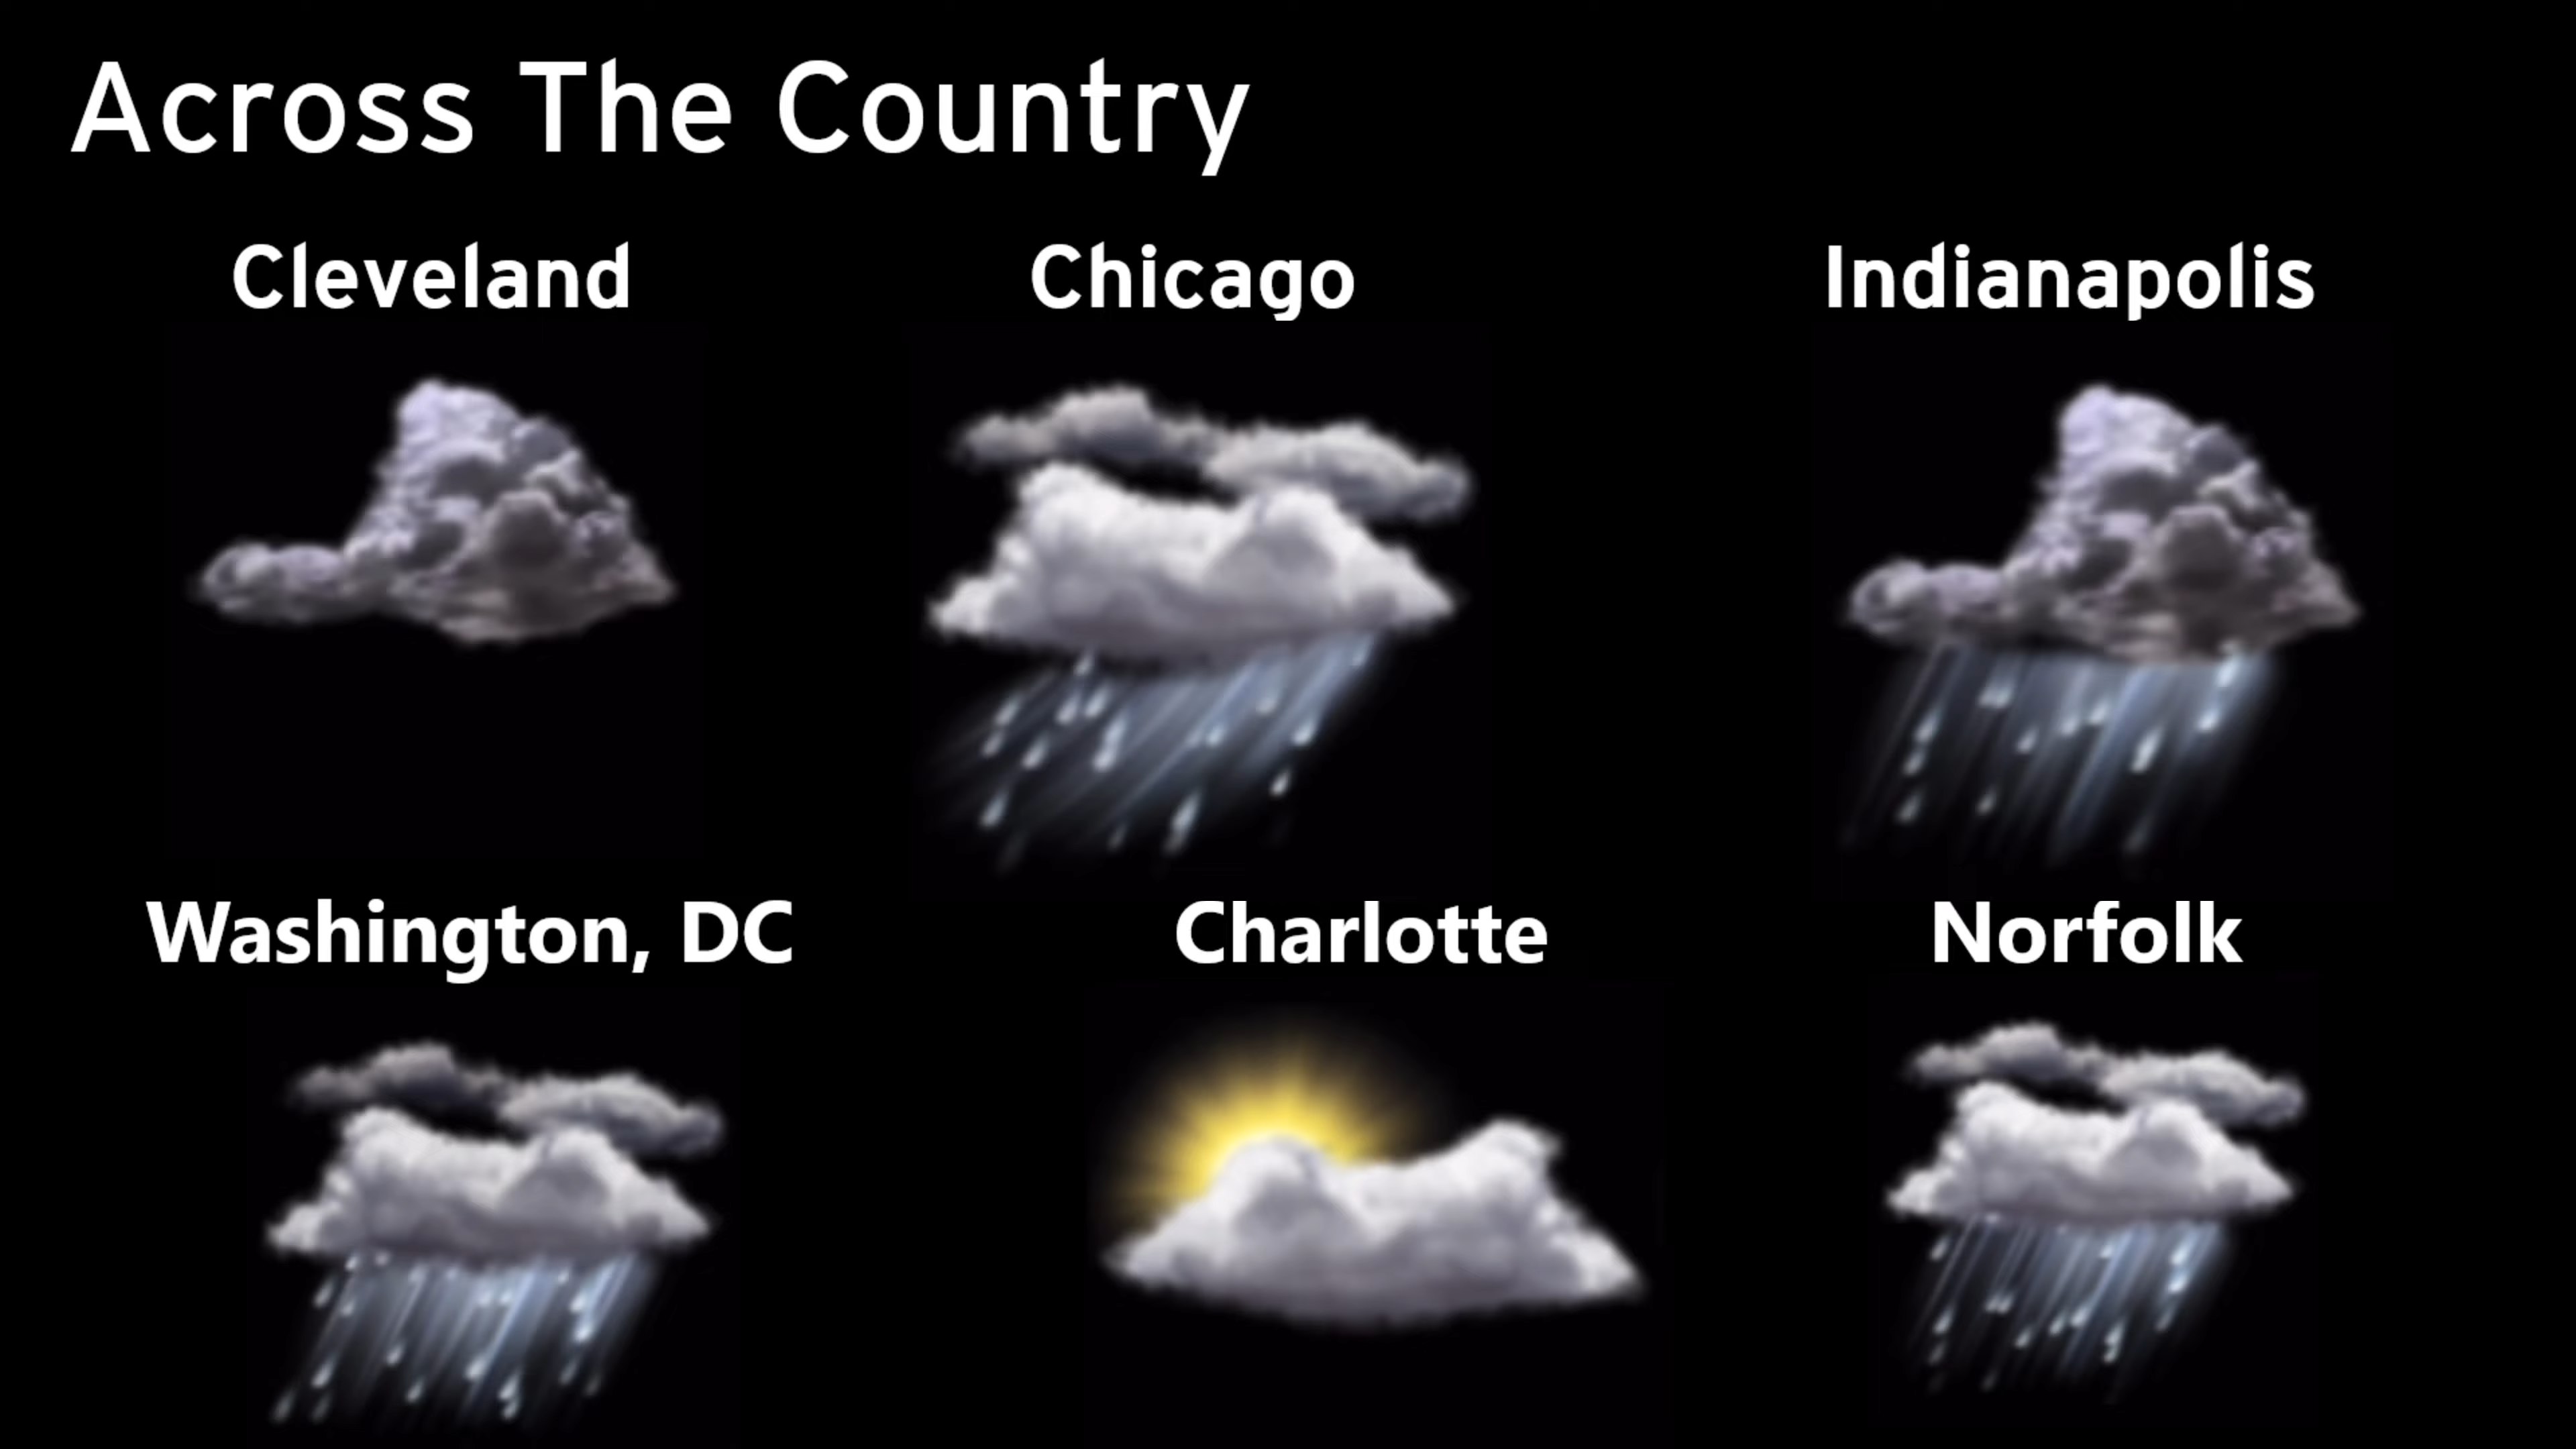 Across The Country
Cleveland
Chicago
Indianapolis
Washington, DC
Charlotte
Norfolk